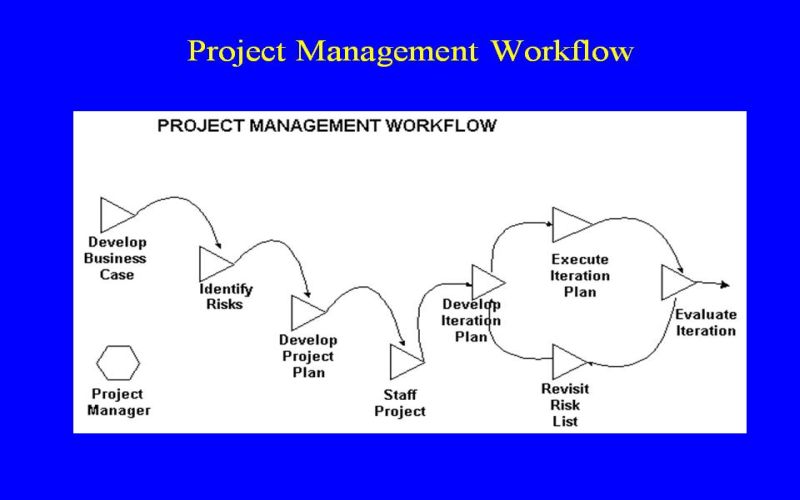 Project Management Workflow
PROJECT MANAGEMENT WORKFLOW
Develop
Business
Case
Identify
Risks
Develop
Project
Plan
Staff
Project
Develop
Iteration
Plan
Execute
Iteration
Plan
Evaluate
Iteration
Revisit
Risk
List
Project
Manager